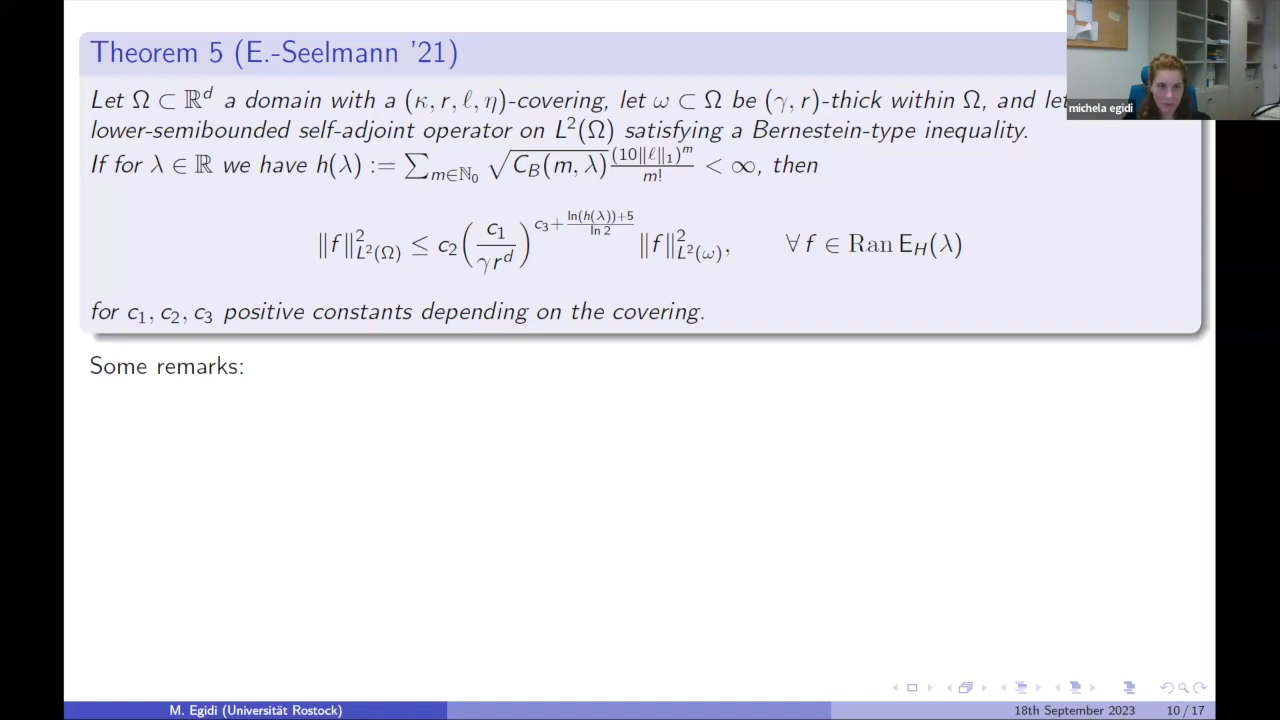 Theorem 5 (E.-Seelmann '21)
Let Ω ⊂ ℝ^d a domain with a (κ, r, ℓ, η)-covering, let ω ⊂ Ω be (γ, r)-thick within Ω, and let
lower-semibounded self-adjoint operator on L²(Ω) satisfying a Bernestein-type inequality.
If for λ ∈ ℝ we have h(λ) := ∑_{m∈ℕ₀} √(C_B(m, λ)) (10‖ℓ‖₁)^m / m! < ∞, then
‖f‖²_{L²(Ω)} ≤ c₂ (c₁ / (γ r^d))^{c₃ + (ln(h(λ))+5) / ln 2} ‖f‖²_{L²(ω)}, ∀ f ∈ Ran E_H(λ)
for c₁, c₂, c₃ positive constants depending on the covering.
Some remarks:
michela egidi
M. Egidi (Universität Rostock)
18th September 2023
10 / 17